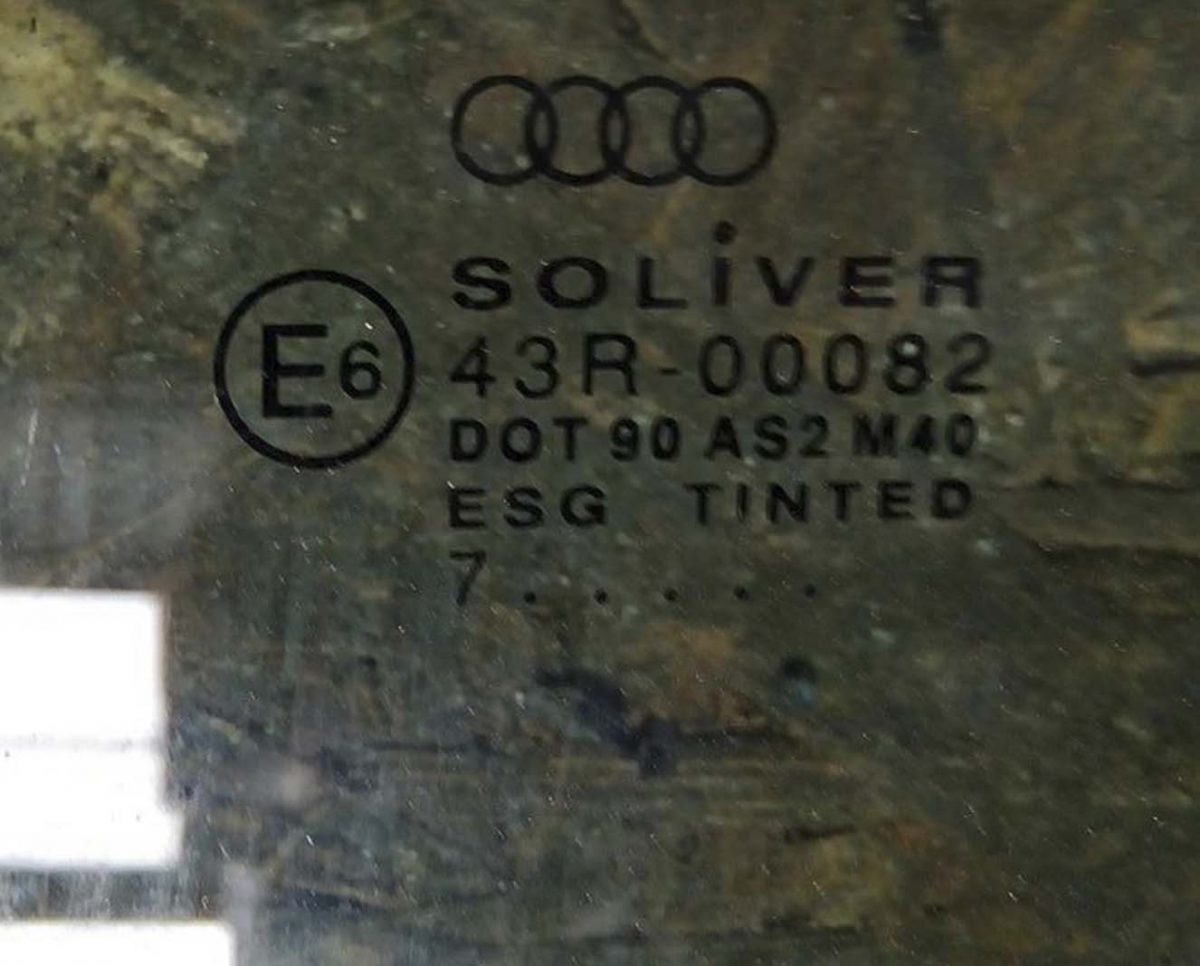 SOLiVER
E6 43R-00082
DOT 90 AS2 M40
ESG TINTED
7.....